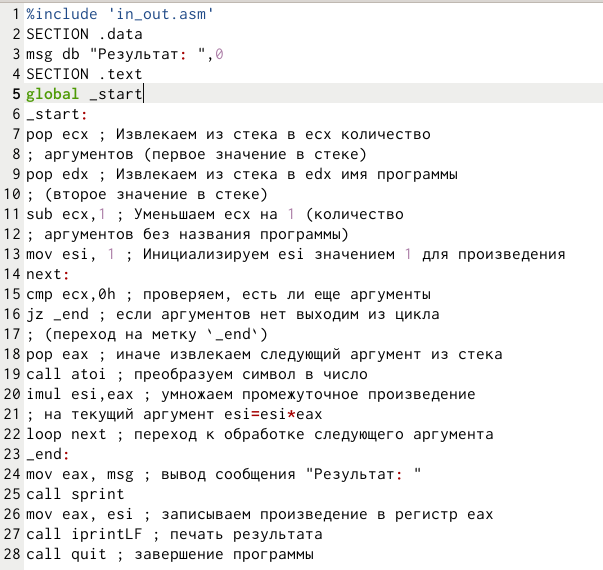 1 %include 'in_out.asm'
2 SECTION .data
3 msg db "Результат: ",0
4 SECTION .text
5 global _start
6 _start:
7 pop ecx ; Извлекаем из стека в ecx количество
8 ; аргументов (первое значение в стеке)
9 pop edx ; Извлекаем из стека в edx имя программы
10 ; (второе значение в стеке)
11 sub ecx,1 ; Уменьшаем ecx на 1 (количество
12 ; аргументов без названия программы)
13 mov esi, 1 ; Инициализируем esi значением 1 для произведения
14 next:
15 cmp ecx,0h ; проверяем, есть ли еще аргументы
16 jz _end ; если аргументов нет выходим из цикла
17 ; (переход на метку `_end`)
18 pop eax ; иначе извлекаем следующий аргумент из стека
19 call atoi ; преобразуем символ в число
20 imul esi,eax ; умножаем промежуточное произведение
21 ; на текущий аргумент esi=esi*eax
22 loop next ; переход к обработке следующего аргумента
23 _end:
24 mov eax, msg ; вывод сообщения "Результат: "
25 call sprint
26 mov eax, esi ; записываем произведение в регистр eax
27 call iprintLF ; печать результата
28 call quit ; завершение программы